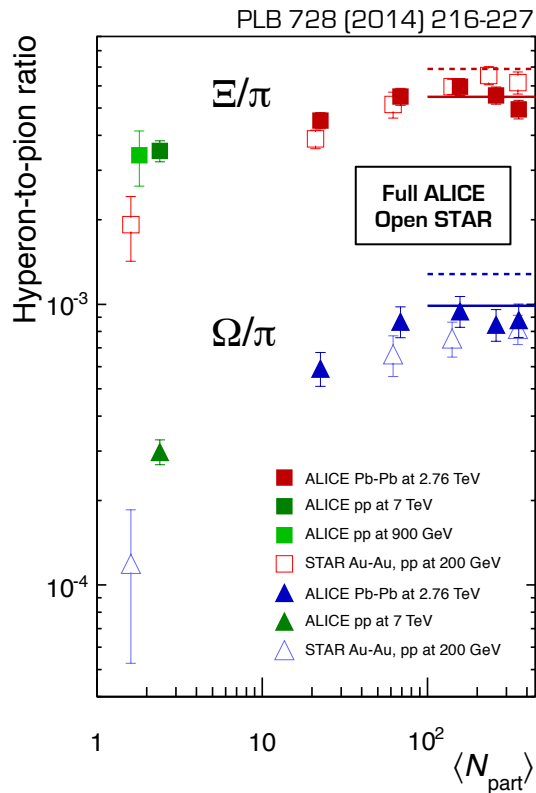 PLB 728 (2014) 216-227
Hyperon-to-pion ratio
Ξ/π
Full ALICE
Open STAR
10⁻³
Ω/π
ALICE Pb-Pb at 2.76 TeV
ALICE pp at 7 TeV
ALICE pp at 900 GeV
STAR Au-Au, pp at 200 GeV
ALICE Pb-Pb at 2.76 TeV
ALICE pp at 7 TeV
STAR Au-Au, pp at 200 GeV
10⁻⁴
1 10 10²
⟨N_part⟩